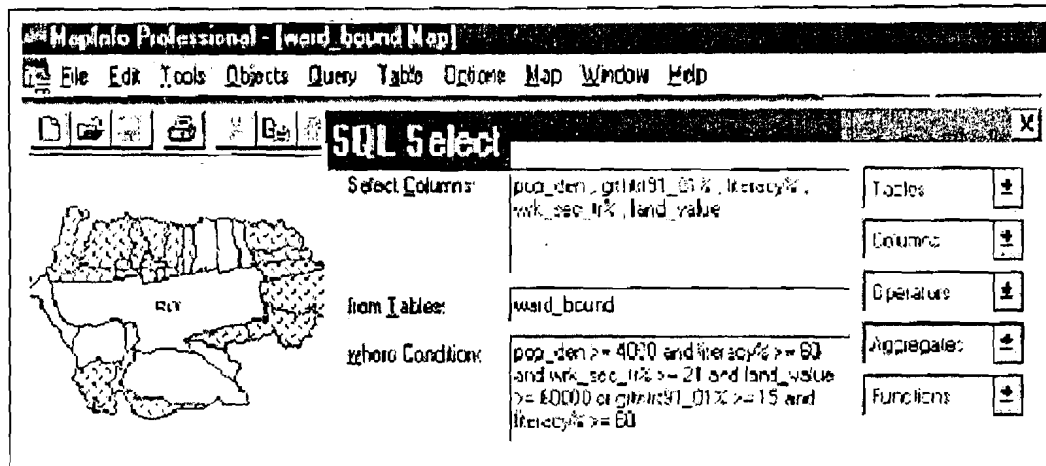 MapInfo Professional - [ward_bound Map]
File Edit Tools Objects Query Table Options Map Window Help
SQL Select
Select Columns:
pop_den , grthr91_01% , literacy% ,
wrk_sec_tr% , land_value
Tables
Columns
Operators
Aggregates
Functions
from Tables:
ward_bound
where Condition:
pop_den >= 4000 and literacy% >= 60
and wrk_sec_tr% >= 21 and land_value
>= 60000 or >= 15 and
literacy% >= 60